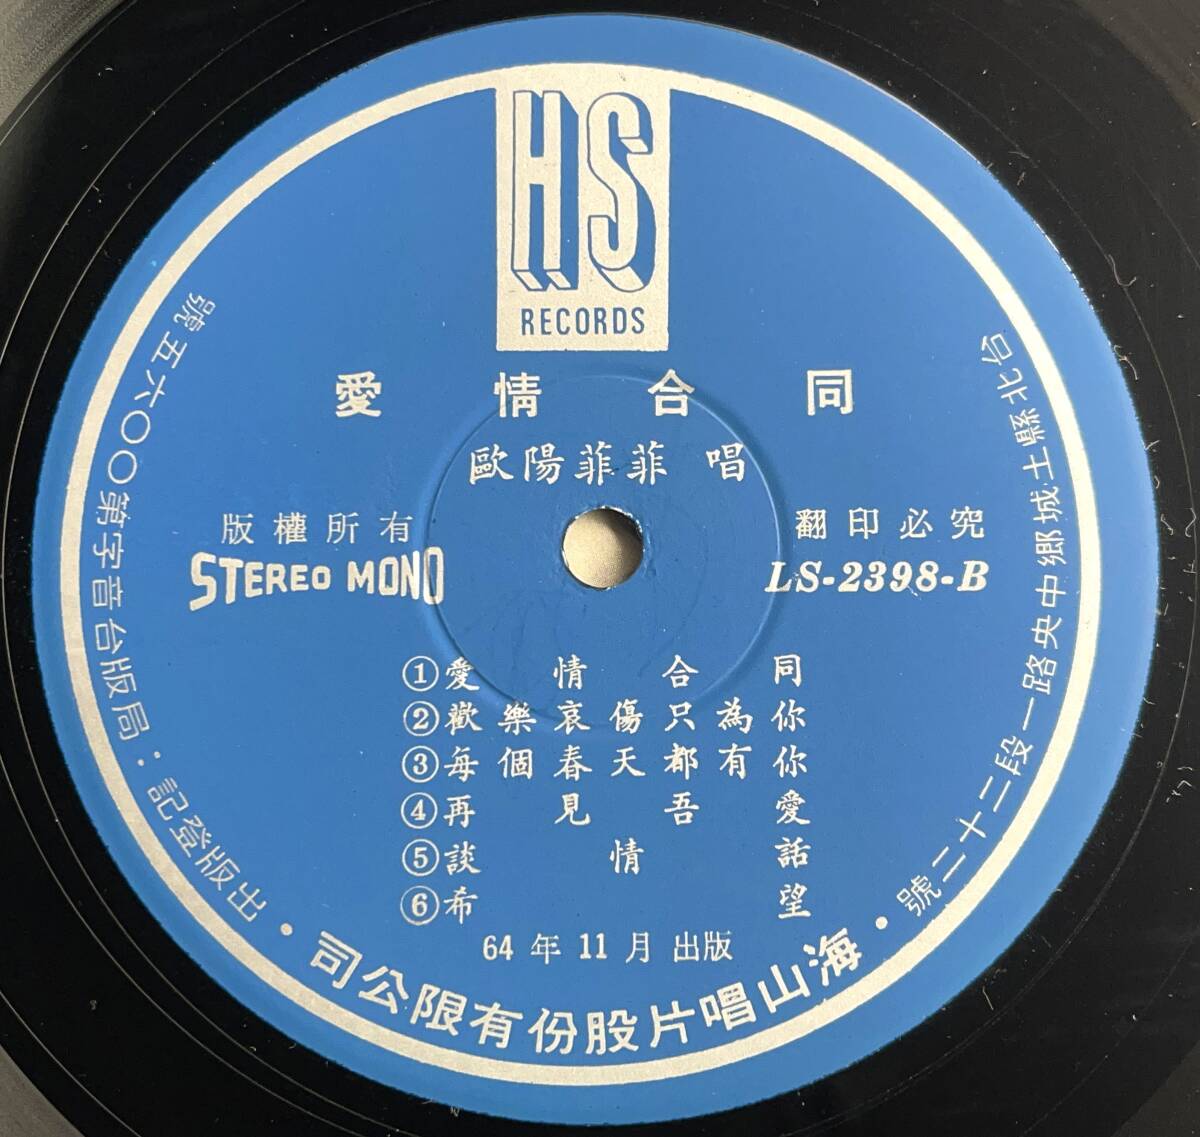 HS
RECORDS
愛情合同
歐陽菲菲 唱
版權所有
翻印必究
STEREO MONO
LS-2398-B
①愛情合同
②歡樂哀傷只為你
③每個春天都有你
④再見吾愛
⑤談情話
⑥希望
64年11月出版
台北縣土城鄉中央路一段二十二號・海山唱片股份有限公司・出版登記：局版台音字第〇〇六五號